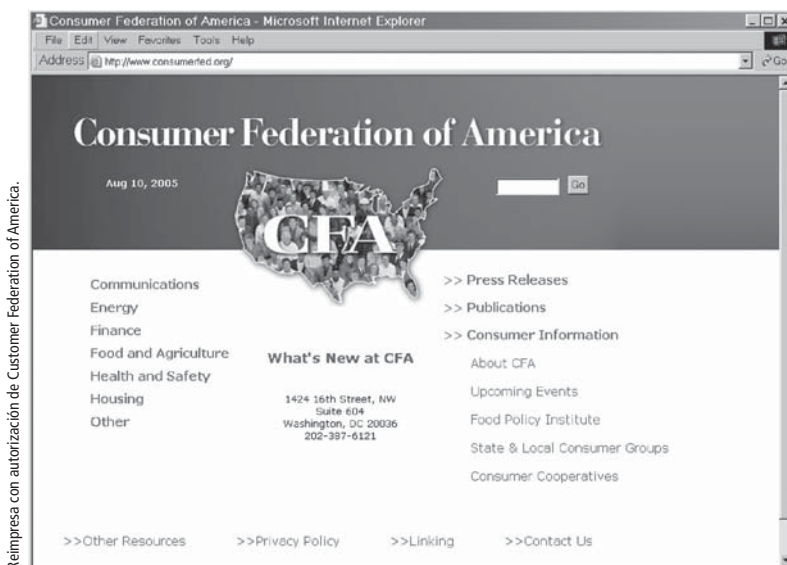 Consumer Federation of America - Microsoft Internet Explorer
File Edit View Favorites Tools Help
Address http://www.consumerfed.org/ Go
Consumer Federation of America
Aug 10, 2005
Go
CFA
Communications
Energy
Finance
Food and Agriculture
Health and Safety
Housing
Other
What's New at CFA
1424 16th Street, NW
Suite 604
Washington, DC 20036
202-387-6121
>> Press Releases
>> Publications
>> Consumer Information
About CFA
Upcoming Events
Food Policy Institute
State & Local Consumer Groups
Consumer Cooperatives
>>Other Resources >>Privacy Policy >>Linking >>Contact Us
Reimpresa con autorización de Customer Federation of America.